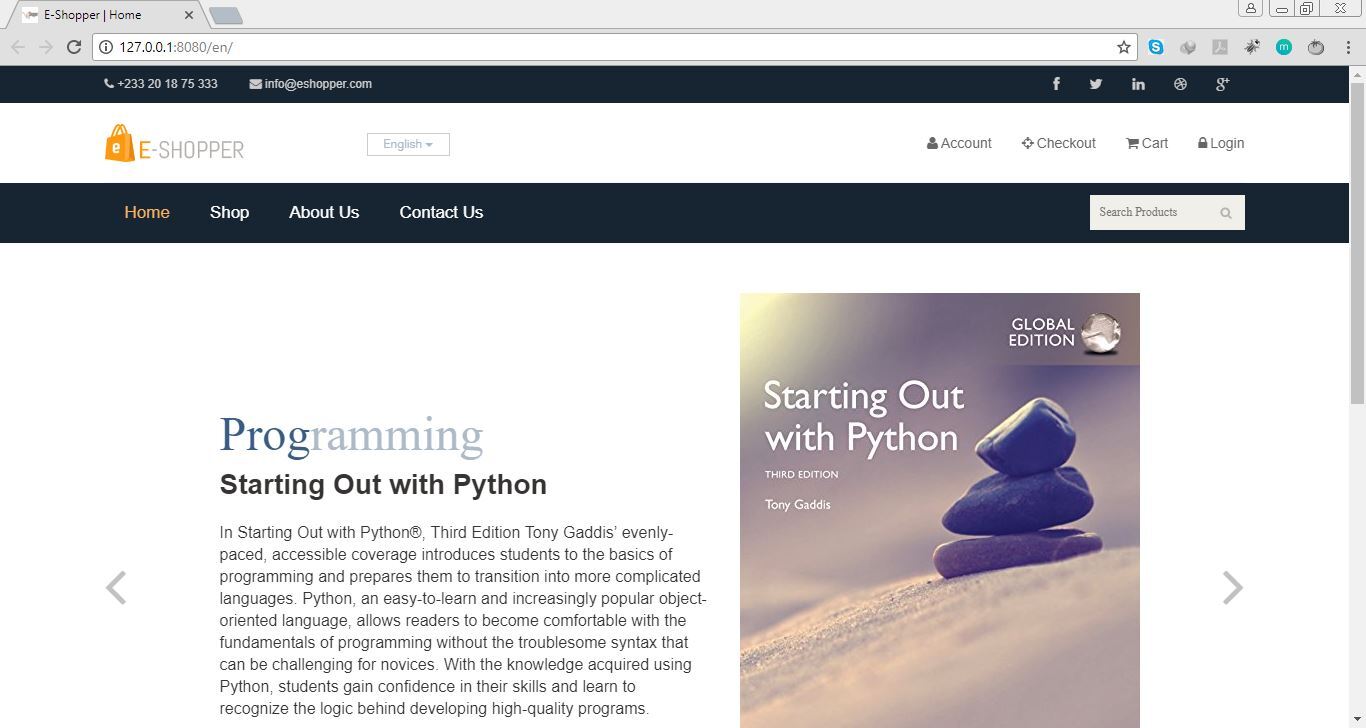 E-Shopper | Home
127.0.0.1:8080/en/
+233 20 18 75 333 info@eshopper.com
E-SHOPPER English Account Checkout Cart Login
Home Shop About Us Contact Us Search Products
GLOBAL
EDITION
Starting Out
with Python
THIRD EDITION
Tony Gaddis
Programming
Starting Out with Python
In Starting Out with Python®, Third Edition Tony Gaddis’ evenly-
paced, accessible coverage introduces students to the basics of
programming and prepares them to transition into more complicated
languages. Python, an easy-to-learn and increasingly popular object-
oriented language, allows readers to become comfortable with the
fundamentals of programming without the troublesome syntax that
can be challenging for novices. With the knowledge acquired using
Python, students gain confidence in their skills and learn to
recognize the logic behind developing high-quality programs.